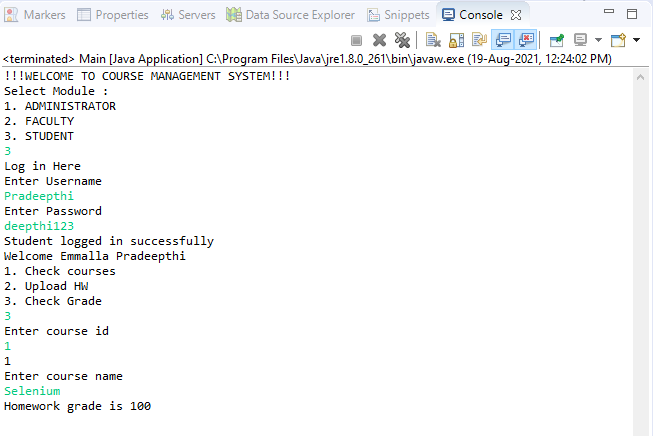 Markers Properties Servers Data Source Explorer Snippets Console
<terminated> Main [Java Application] C:\Program Files\Java\jre1.8.0_261\bin\javaw.exe (19-Aug-2021, 12:24:02 PM)
!!!WELCOME TO COURSE MANAGEMENT SYSTEM!!!
Select Module :
1. ADMINISTRATOR
2. FACULTY
3. STUDENT
3
Log in Here
Enter Username
Pradeepthi
Enter Password
deepthi123
Student logged in successfully
Welcome Emmalla Pradeepthi
1. Check courses
2. Upload HW
3. Check Grade
3
Enter course id
1
1
Enter course name
Selenium
Homework grade is 100